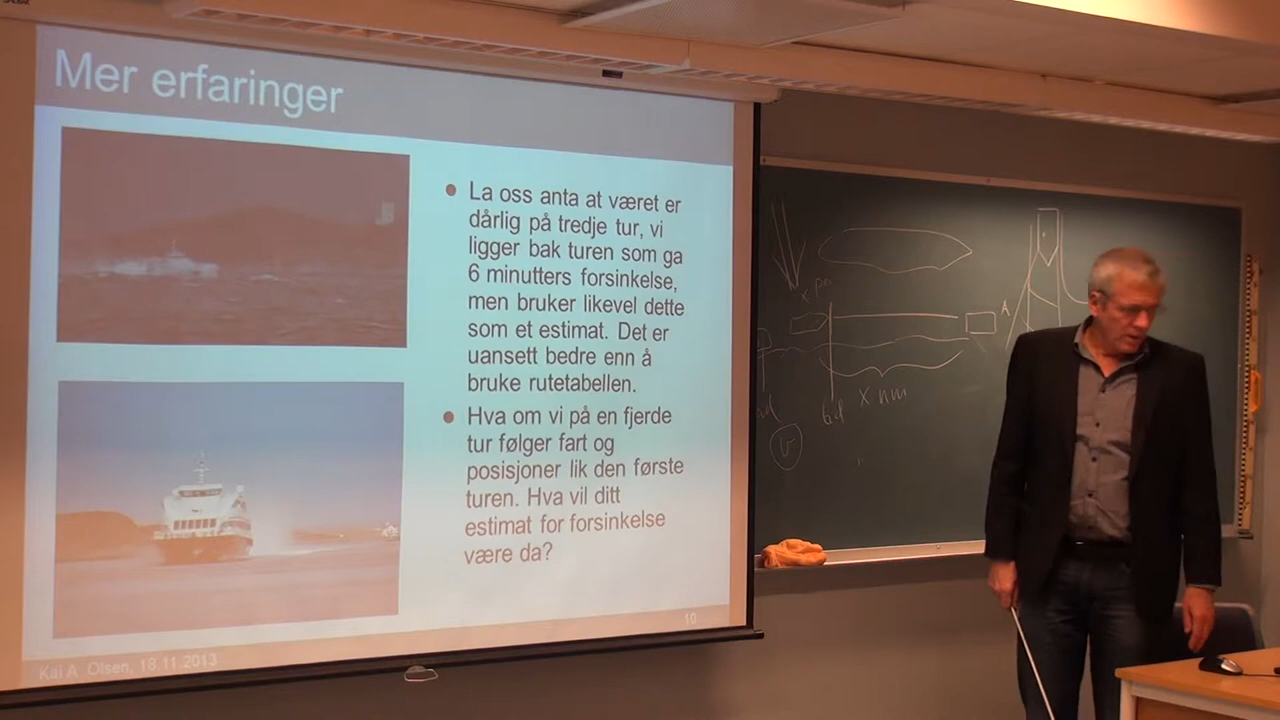 Mer erfaringer
La oss anta at været er
dårlig på tredje tur, vi
ligger bak turen som ga
6 minutters forsinkelse,
men bruker likevel dette
som et estimat. Det er
uansett bedre enn å
bruke rutetabellen.
Hva om vi på en fjerde
tur følger fart og
posisjoner lik den første
turen. Hva vil ditt
estimat for forsinkelse
være da?
10
Kai A. Olsen, 18.11.2013
A
X nm
v